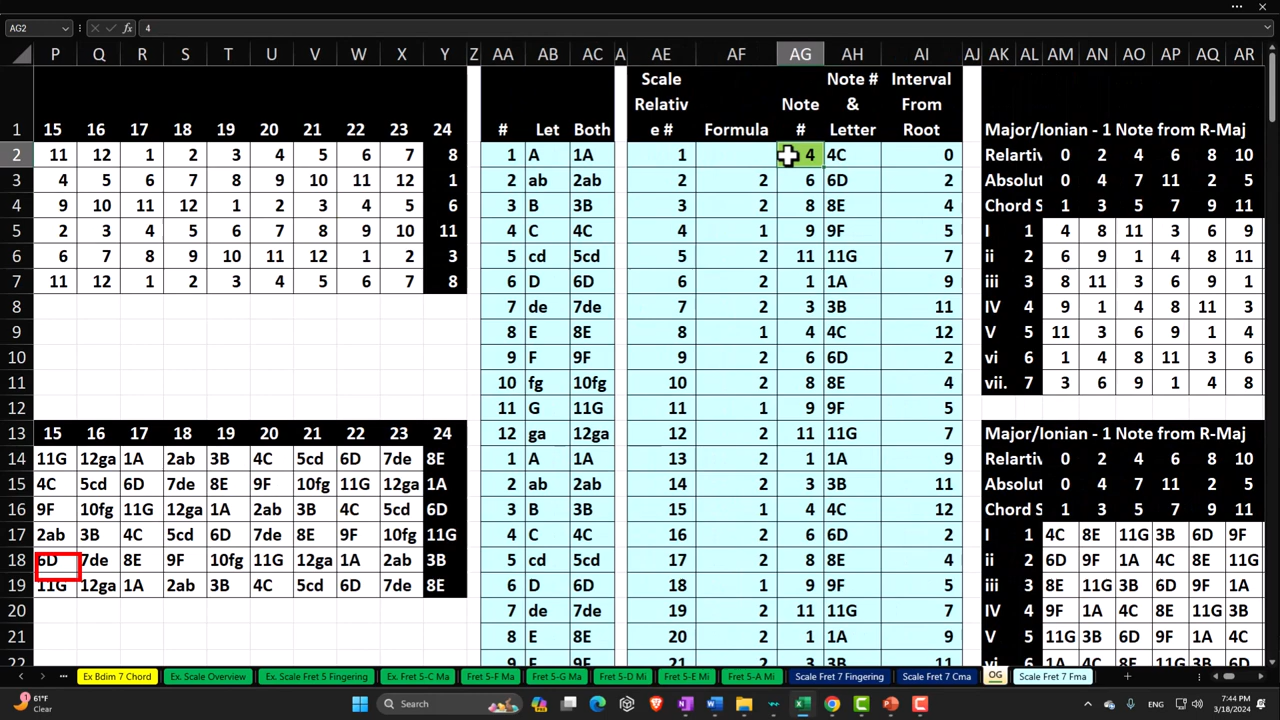 AG2 fx 4
P Q R S T U V W X Y Z AA AB AC A AE AF AG AH AI AJ AK AL AM AN AO AP AQ AR
Scale Note # Interval
Relativ Note & From
1 15 16 17 18 19 20 21 22 23 24 # Let Both e # Formula # Letter Root Major/Ionian - 1 Note from R-Maj
2 11 12 1 2 3 4 5 6 7 8 1 A 1A 1 4 4C 0 Relartiv 0 2 4 6 8 10
3 4 5 6 7 8 9 10 11 12 1 2 ab 2ab 2 2 6 6D 2 Absolut 0 4 7 11 2 5
4 9 10 11 12 1 2 3 4 5 6 3 B 3B 3 2 8 8E 4 Chord S 1 3 5 7 9 11
5 2 3 4 5 6 7 8 9 10 11 4 C 4C 4 1 9 9F 5 I 1 4 8 11 3 6 9
6 6 7 8 9 10 11 12 1 2 3 5 cd 5cd 5 2 11 11G 7 ii 2 6 9 1 4 8 11
7 11 12 1 2 3 4 5 6 7 8 6 D 6D 6 2 1 1A 9 iii 3 8 11 3 6 9 1
8 7 de 7de 7 2 3 3B 11 IV 4 9 1 4 8 11 3
9 8 E 8E 8 1 4 4C 12 V 5 11 3 6 9 1 4
10 9 F 9F 9 2 6 6D 2 vi 6 1 4 8 11 3 6
11 10 fg 10fg 10 2 8 8E 4 vii. 7 3 6 9 1 4 8
12 11 G 11G 11 1 9 9F 5
13 15 16 17 18 19 20 21 22 23 24 12 ga 12ga 12 2 11 11G 7 Major/Ionian - 1 Note from R-Maj
14 11G 12ga 1A 2ab 3B 4C 5cd 6D 7de 8E 1 A 1A 13 2 1 1A 9 Relartiv 0 2 4 6 8 10
15 4C 5cd 6D 7de 8E 9F 10fg 11G 12ga 1A 2 ab 2ab 14 2 3 3B 11 Absolut 0 4 7 11 2 5
16 9F 10fg 11G 12ga 1A 2ab 3B 4C 5cd 6D 3 B 3B 15 1 4 4C 12 Chord S 1 3 5 7 9 11
17 2ab 3B 4C 5cd 6D 7de 8E 9F 10fg 11G 4 C 4C 16 2 6 6D 2 I 1 4C 8E 11G 3B 6D 9F
18 6D 7de 8E 9F 10fg 11G 12ga 1A 2ab 3B 5 cd 5cd 17 2 8 8E 4 ii 2 6D 9F 1A 4C 8E 11G
19 11G 12ga 1A 2ab 3B 4C 5cd 6D 7de 8E 6 D 6D 18 1 9 9F 5 iii 3 8E 11G 3B 6D 9F 1A
20 7 de 7de 19 2 11 11G 7 IV 4 9F 1A 4C 8E 11G 3B
21 8 E 8E 20 2 1 1A 9 V 5 11G 3B 6D 9F 1A 4C
22 9 F 9F 21 2 3 3B 11 vi 6 1A 4C 8E 11G 3B 6D
Ex Bdim 7 Chord Ex. Scale Overview Ex. Scale Fret 5 Fingering Ex. Fret 5-C Ma Fret 5-F Ma Fret 5-G Ma Fret 5-D Mi Fret 5-E Mi Fret 5-A Mi Scale Fret 7 Fingering Scale Fret 7 Cma OG Scale Fret 7 Fma
61°F
Clear
Search
7:44 PM
3/18/2024